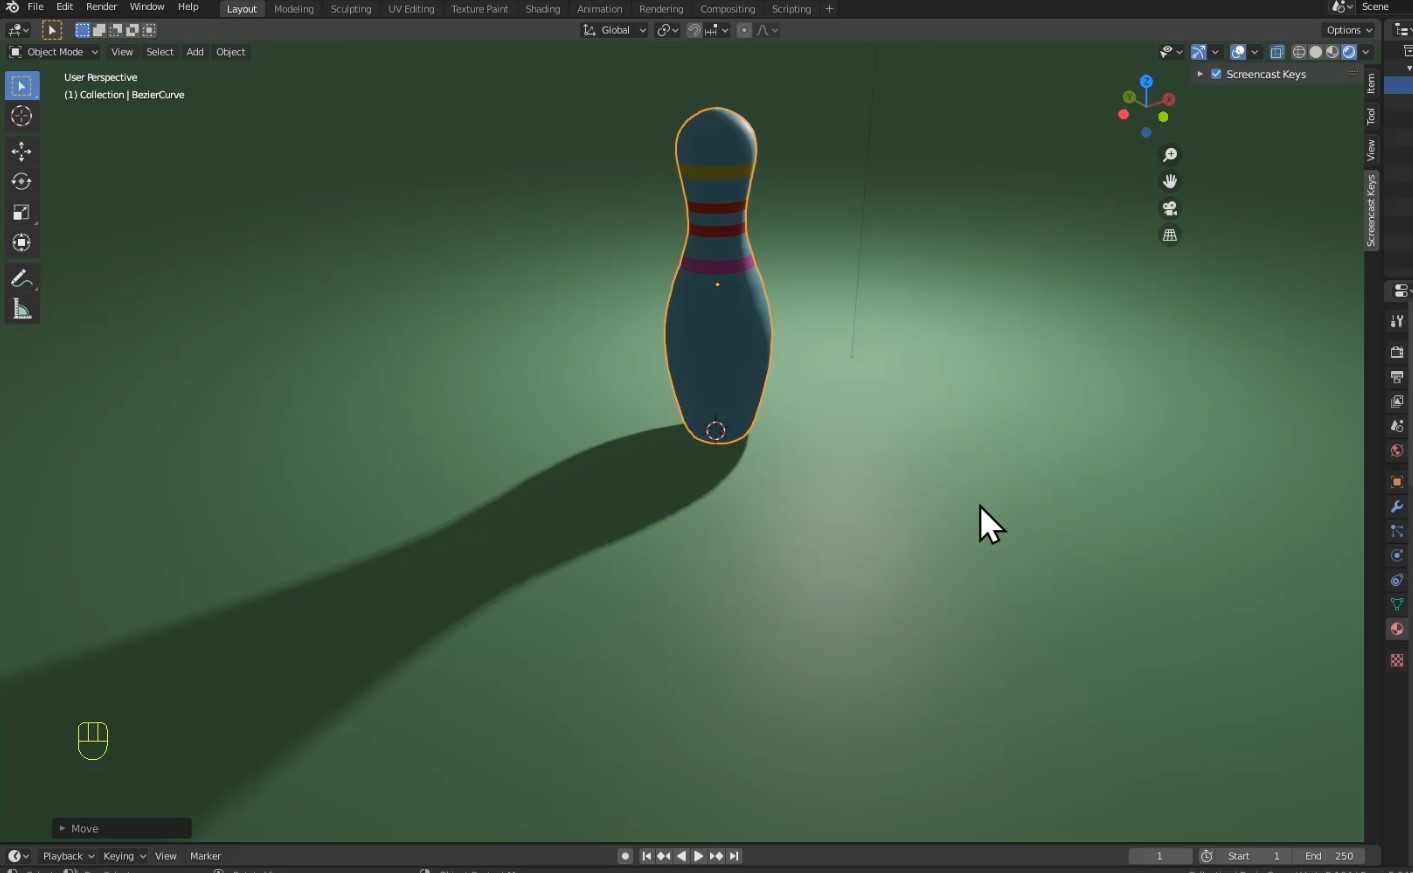 File Edit Render Window Help Layout Modeling Sculpting UV Editing Texture Paint Shading Animation Rendering Compositing Scripting + Scene
Global Options
Object Mode View Select Add Object
User Perspective
(1) Collection | BezierCurve
Screencast Keys
Z
Y
X
Item
Tool
View
Screencast Keys
Move
Playback Keying View Marker 1 Start 1 End 250